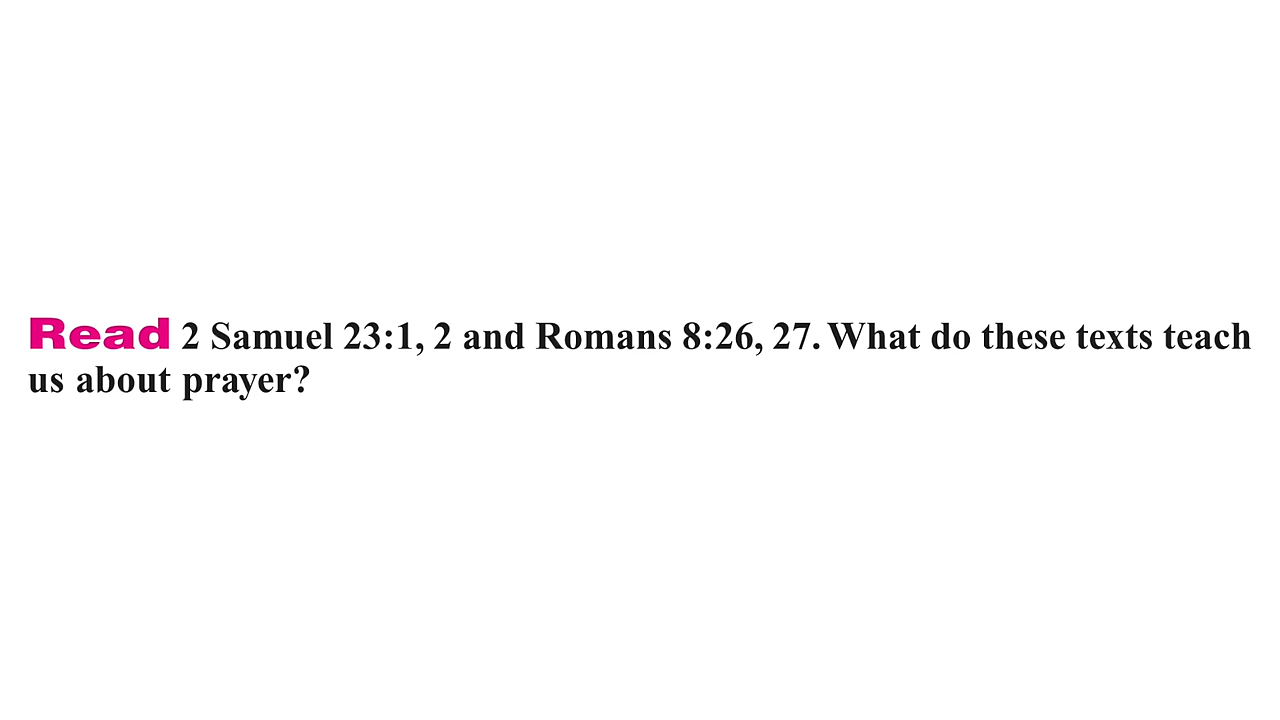 Read 2 Samuel 23:1, 2 and Romans 8:26, 27. What do these texts teach
us about prayer?